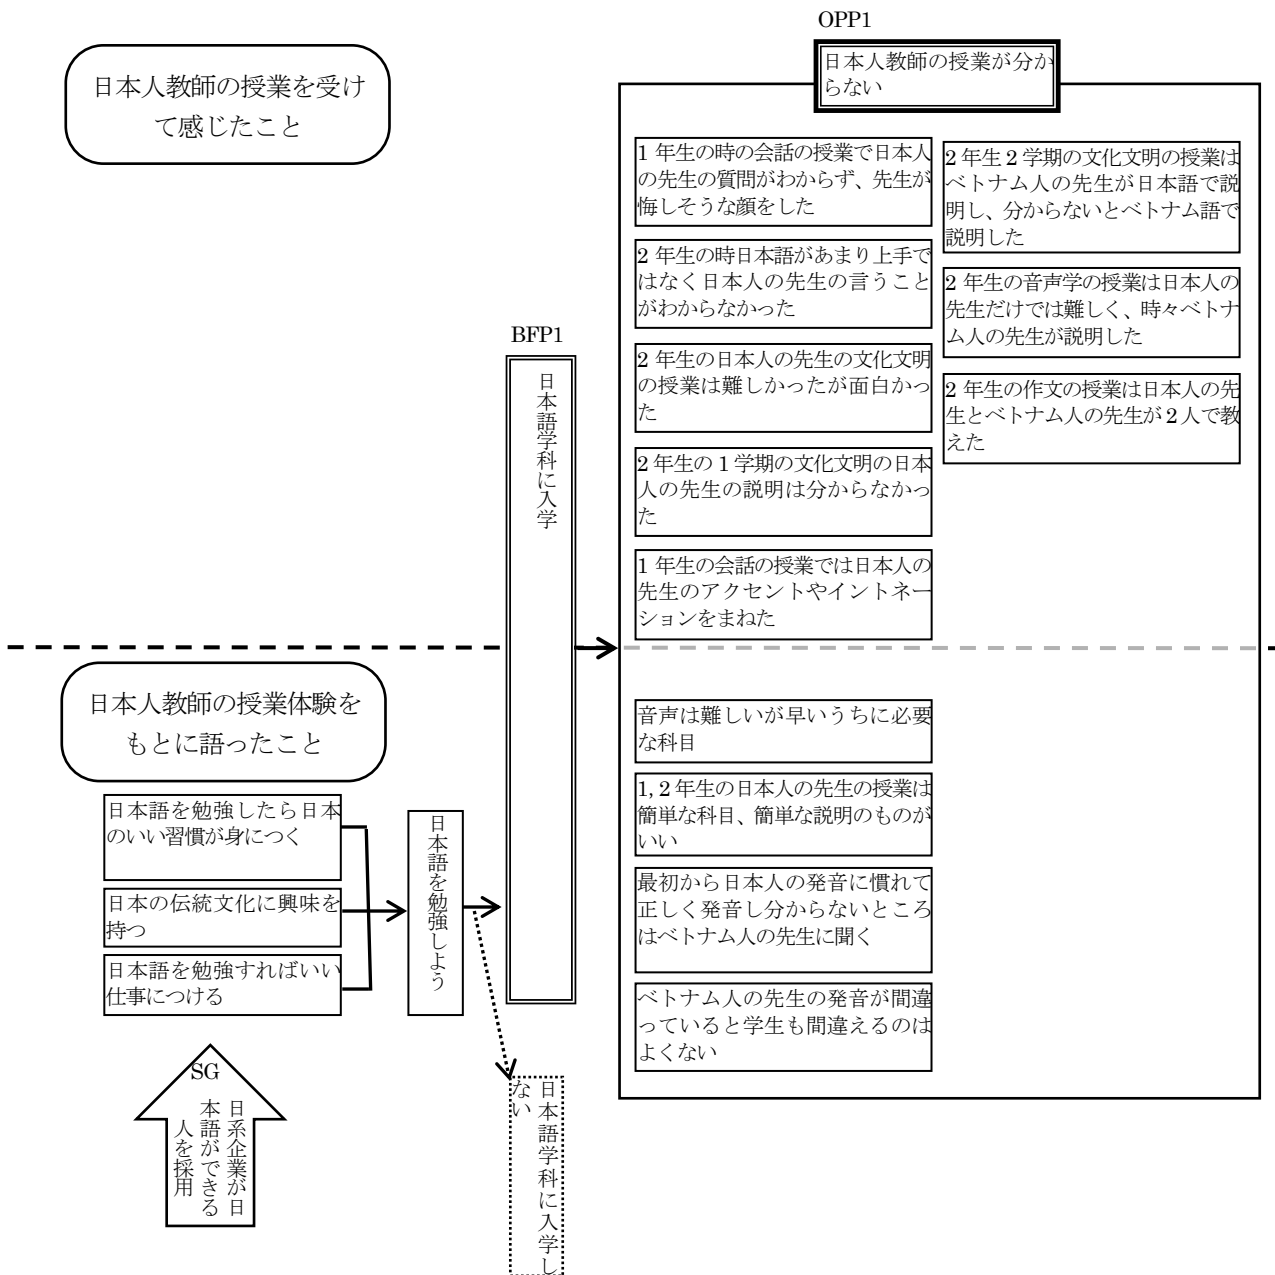 日本人教師の授業を受け
て感じたこと
OPP1
日本人教師の授業が分か
らない
1 年生の時の会話の授業で日本人
の先生の質問がわからず、先生が
悔しそうな顔をした
2 年生の時日本語があまり上手で
はなく日本人の先生の言うこと
がわからなかった
2 年生の日本人の先生の文化文明
の授業は難しかったが面白かっ
た
2 年生の 1 学期の文化文明の日本
人の先生の説明は分からなかっ
た
1 年生の会話の授業では日本人の
先生のアクセントやイントネー
ションをまねた
2 年生 2 学期の文化文明の授業は
ベトナム人の先生が日本語で説
明し、分からないとベトナム語で
説明した
2 年生の音声学の授業は日本人の
先生だけでは難しく、時々ベトナ
ム人の先生が説明した
2 年生の作文の授業は日本人の先
生とベトナム人の先生が 2 人で教
えた
BFP1
日本語学科に入学
日本人教師の授業体験を
もとに語ったこと
日本語を勉強したら日本
のいい習慣が身につく
日本の伝統文化に興味を
持つ
日本語を勉強すればいい
仕事につける
日本語を勉強しよう
SG
日系企業が日
本語ができる
人を採用
日本語学科に入学し
ない
音声は難しいが早いうちに必要
な科目
1, 2 年生の日本人の先生の授業は
簡単な科目、簡単な説明のものが
いい
最初から日本人の発音に慣れて
正しく発音し分からないところ
はベトナム人の先生に聞く
ベトナム人の先生の発音が間違
っていると学生も間違えるのは
よくない